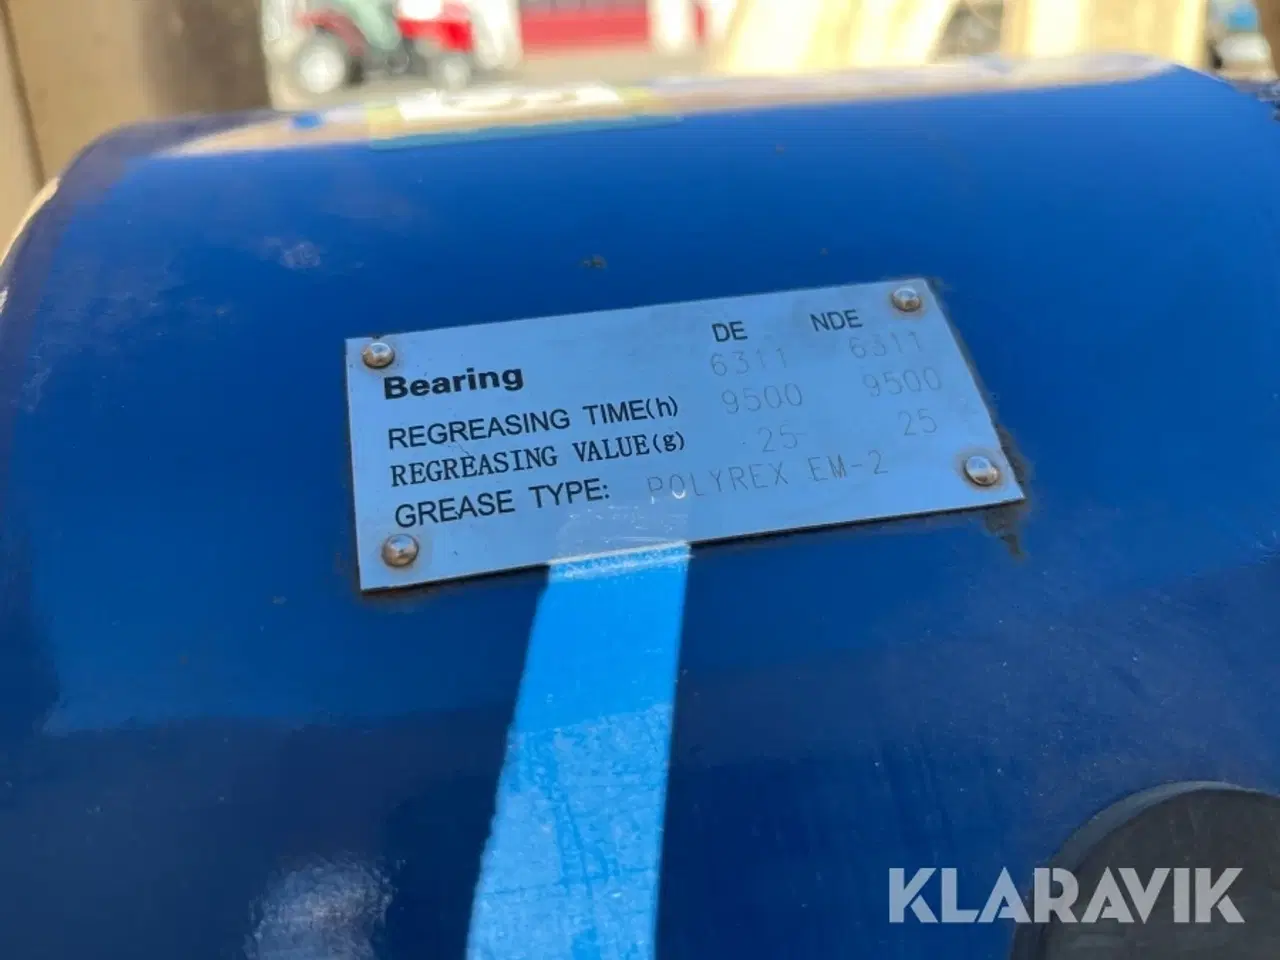 DE NDE
Bearing 6311 6311
REGREASING TIME(h) 9500 9500
REGREASING VALUE(g) 25 25
GREASE TYPE: POLYREX EM-2
KLARAVIK